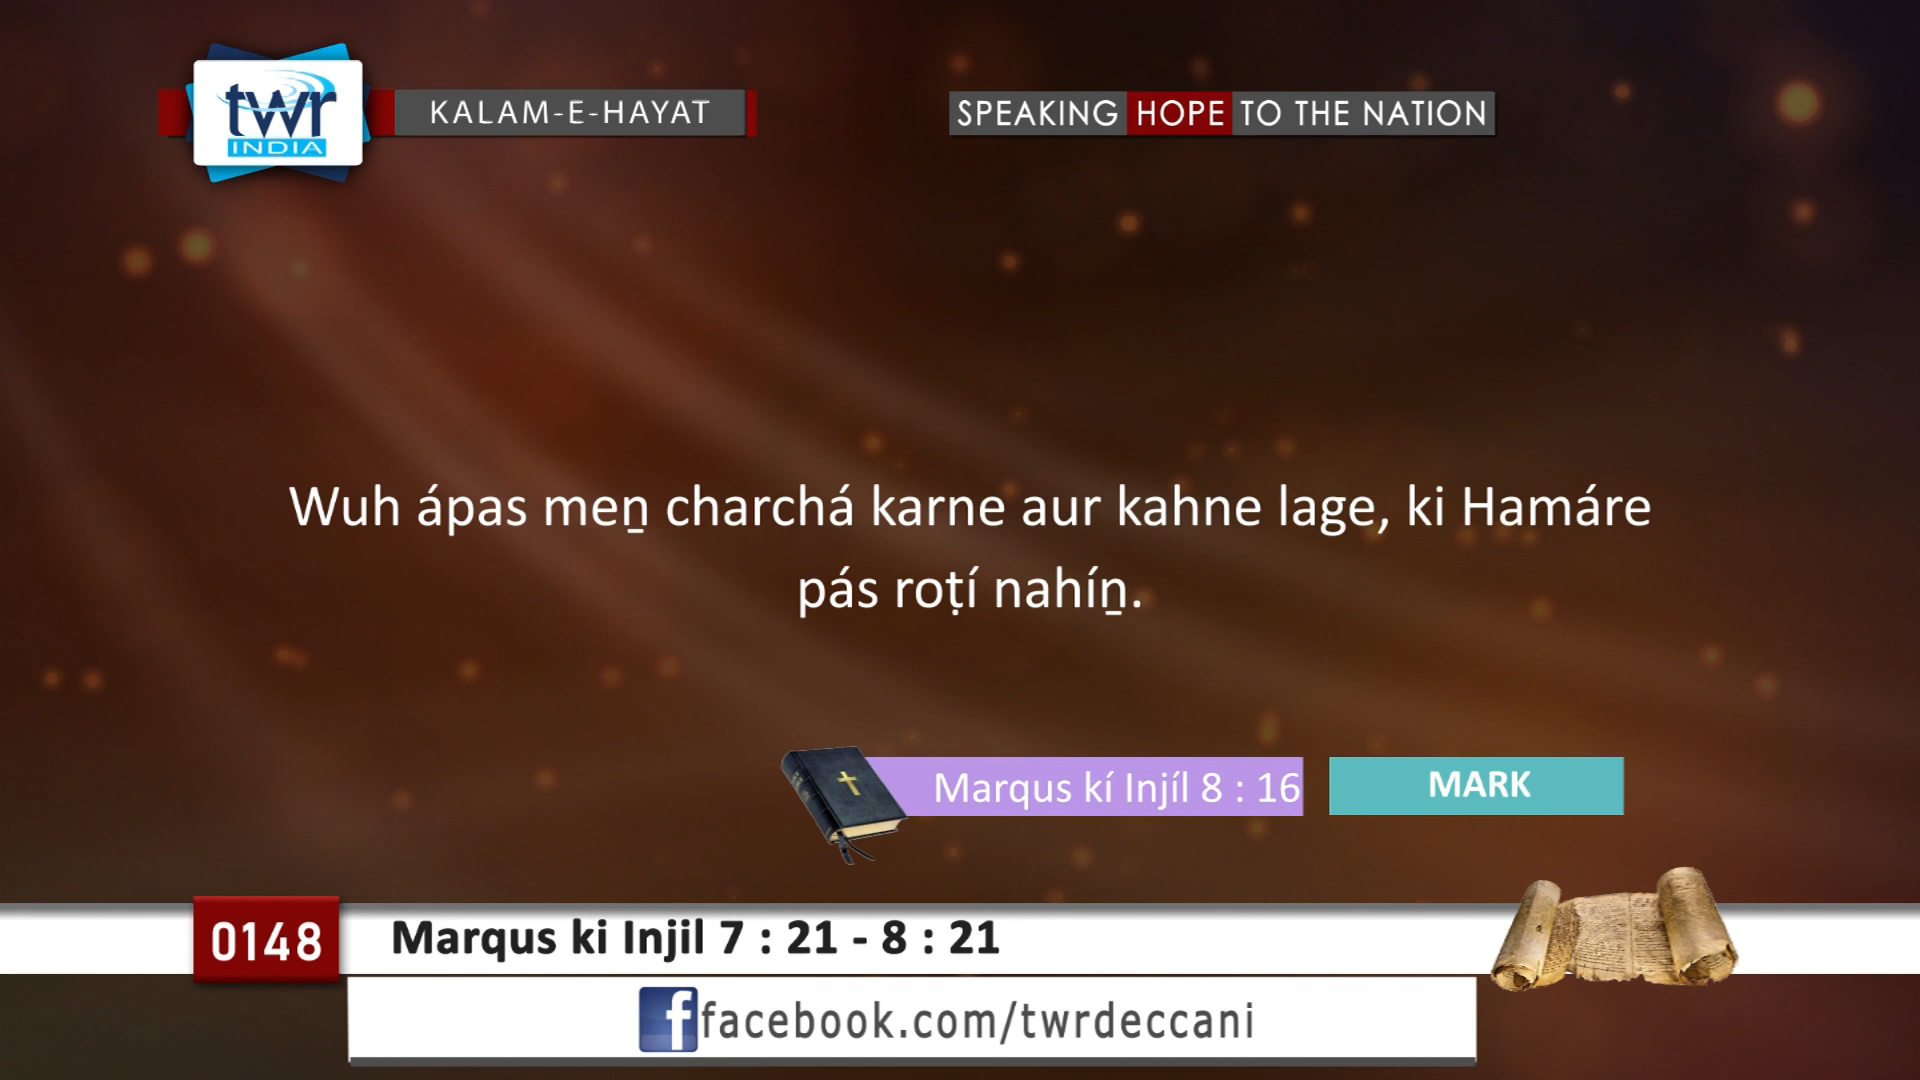 twr
INDIA
KALAM-E-HAYAT
SPEAKING HOPE TO THE NATION
Wuh ápas meṉ charchá karne aur kahne lage, ki Hamáre
pás roṭí nahíṉ.
Marqus kí Injíl 8 : 16
MARK
0148
Marqus ki Injil 7 : 21 - 8 : 21
facebook.com/twrdeccani